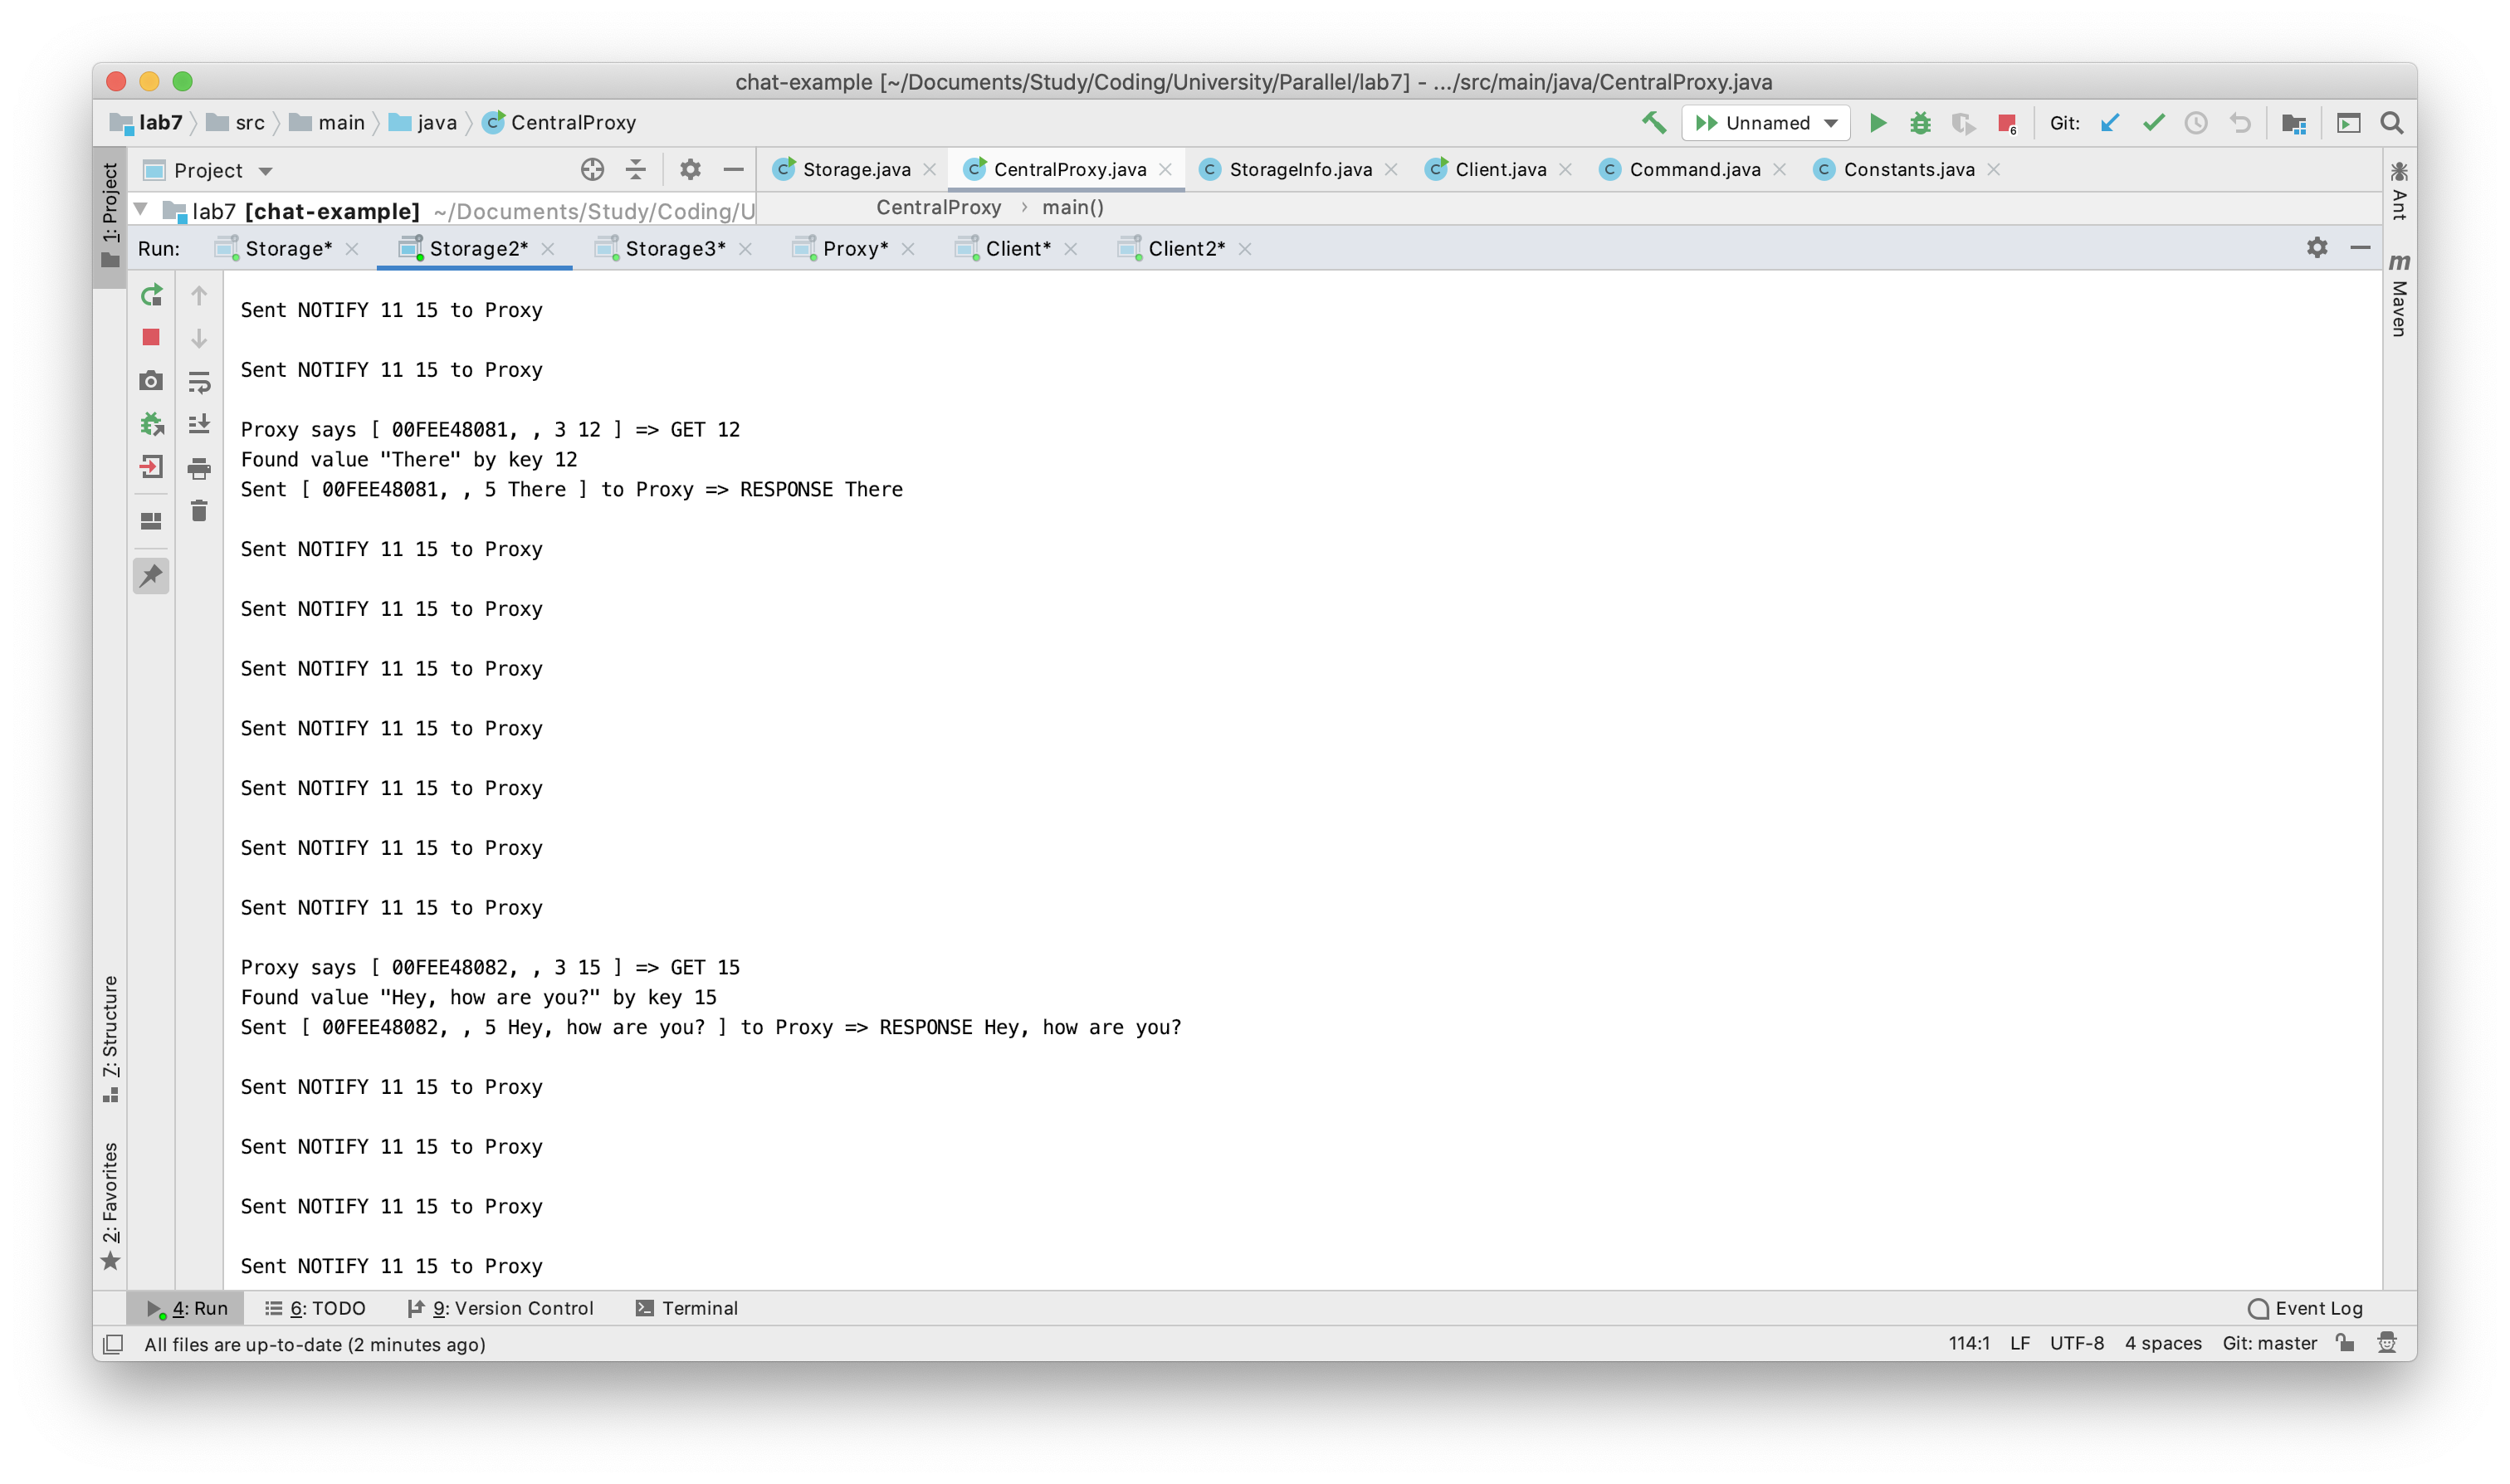 chat-example [~/Documents/Study/Coding/University/Parallel/lab7] - .../src/main/java/CentralProxy.java
lab7 src main java CentralProxy Unnamed 6 Git:
Project Storage.java CentralProxy.java StorageInfo.java Client.java Command.java Constants.java
lab7 [chat-example] ~/Documents/Study/Coding/U CentralProxy › main()
Run: Storage* Storage2* Storage3* Proxy* Client* Client2*
Sent NOTIFY 11 15 to Proxy
Sent NOTIFY 11 15 to Proxy
Proxy says [ 00FEE48081, , 3 12 ] => GET 12
Found value "There" by key 12
Sent [ 00FEE48081, , 5 There ] to Proxy => RESPONSE There
Sent NOTIFY 11 15 to Proxy
Sent NOTIFY 11 15 to Proxy
Sent NOTIFY 11 15 to Proxy
Sent NOTIFY 11 15 to Proxy
Sent NOTIFY 11 15 to Proxy
Sent NOTIFY 11 15 to Proxy
Sent NOTIFY 11 15 to Proxy
Proxy says [ 00FEE48082, , 3 15 ] => GET 15
Found value "Hey, how are you?" by key 15
Sent [ 00FEE48082, , 5 Hey, how are you? ] to Proxy => RESPONSE Hey, how are you?
Sent NOTIFY 11 15 to Proxy
Sent NOTIFY 11 15 to Proxy
Sent NOTIFY 11 15 to Proxy
Sent NOTIFY 11 15 to Proxy
1: Project
7: Structure
2: Favorites
Ant
Maven
4: Run 6: TODO 9: Version Control Terminal Event Log
All files are up-to-date (2 minutes ago) 114:1 LF UTF-8 4 spaces Git: master